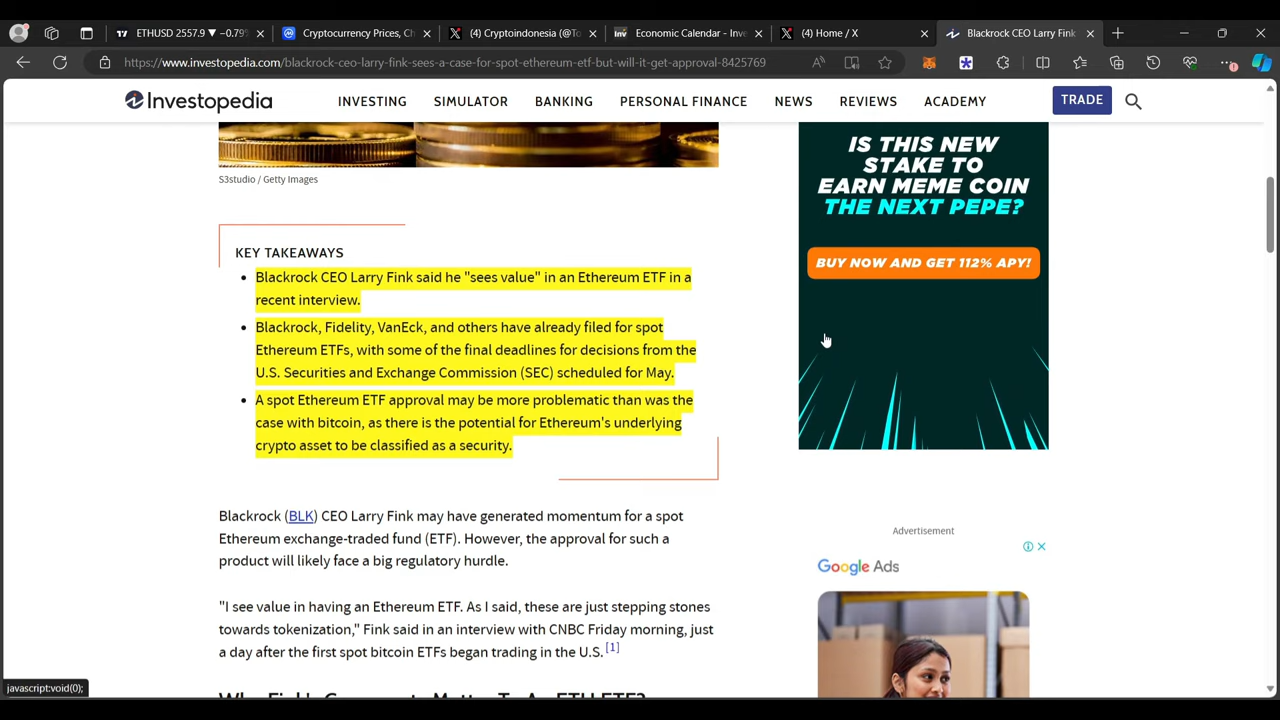 ETHUSD 2557.9 ▼ −0.79%
Cryptocurrency Prices, Ch
(4) Cryptoindonesia (@To
Economic Calendar - Inve
(4) Home / X
Blackrock CEO Larry Fink
https://www.investopedia.com/blackrock-ceo-larry-fink-sees-a-case-for-spot-ethereum-etf-but-will-it-get-approval-8425769
Investopedia
INVESTING
SIMULATOR
BANKING
PERSONAL FINANCE
NEWS
REVIEWS
ACADEMY
TRADE
S3studio / Getty Images
KEY TAKEAWAYS
Blackrock CEO Larry Fink said he "sees value" in an Ethereum ETF in a
recent interview.
Blackrock, Fidelity, VanEck, and others have already filed for spot
Ethereum ETFs, with some of the final deadlines for decisions from the
U.S. Securities and Exchange Commission (SEC) scheduled for May.
A spot Ethereum ETF approval may be more problematic than was the
case with bitcoin, as there is the potential for Ethereum's underlying
crypto asset to be classified as a security.
Blackrock (BLK) CEO Larry Fink may have generated momentum for a spot
Ethereum exchange-traded fund (ETF). However, the approval for such a
product will likely face a big regulatory hurdle.
"I see value in having an Ethereum ETF. As I said, these are just stepping stones
towards tokenization," Fink said in an interview with CNBC Friday morning, just
a day after the first spot bitcoin ETFs began trading in the U.S. [1]
Why Fink's Comments Matter To An ETH ETF?
IS THIS NEW
STAKE TO
EARN MEME COIN
THE NEXT PEPE?
BUY NOW AND GET 112% APY!
Advertisement
Google Ads
javascript:void(0);